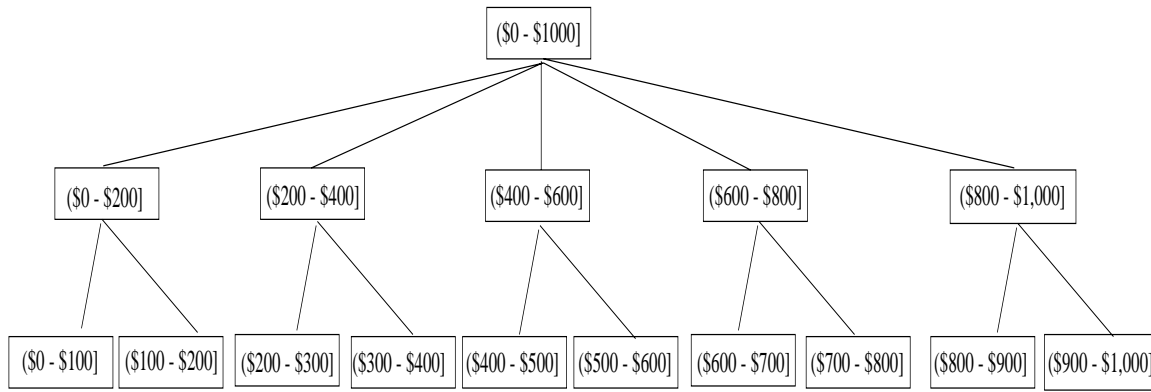 ($0 - $1000]
($0 - $200]
($200 - $400]
($400 - $600]
($600 - $800]
($800 - $1,000]
($0 - $100]
($100 - $200]
($200 - $300]
($300 - $400]
($400 - $500]
($500 - $600]
($600 - $700]
($700 - $800]
($800 - $900]
($900 - $1,000]